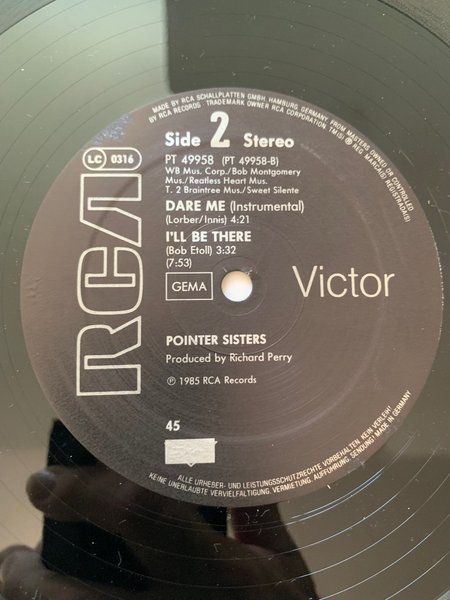 MADE BY RCA SCHALLPLATTEN GMBH, HAMBURG, GERMANY FROM MASTERS OWNED OR CONTROLLED
BY RCA RECORDS · TRADEMARK OWNER RCA CORPORATION TM(S) ® REG. MARCA(S) REGISTRADA(S)
Side 2 Stereo
LC 0316
PT 49958 (PT 49958-B)
WB Mus. Corp./Bob Montgomery
Mus./Reatless Heart Mus.
T. 2 Braintree Mus./Sweet Silente
DARE ME (Instrumental)
(Lorber/Innis) 4:21
I'LL BE THERE
(Bob Etoll) 3:32
(7:53)
GEMA
RCA
Victor
POINTER SISTERS
Produced by Richard Perry
℗ 1985 RCA Records
45
ALLE URHEBER- UND LEISTUNGSSCHUTZRECHTE VORBEHALTEN. KEIN VERLEIH!
KEINE UNERLAUBTE VERVIELFÄLTIGUNG, VERMIETUNG, AUFFÜHRUNG, SENDUNG! MADE IN GERMANY